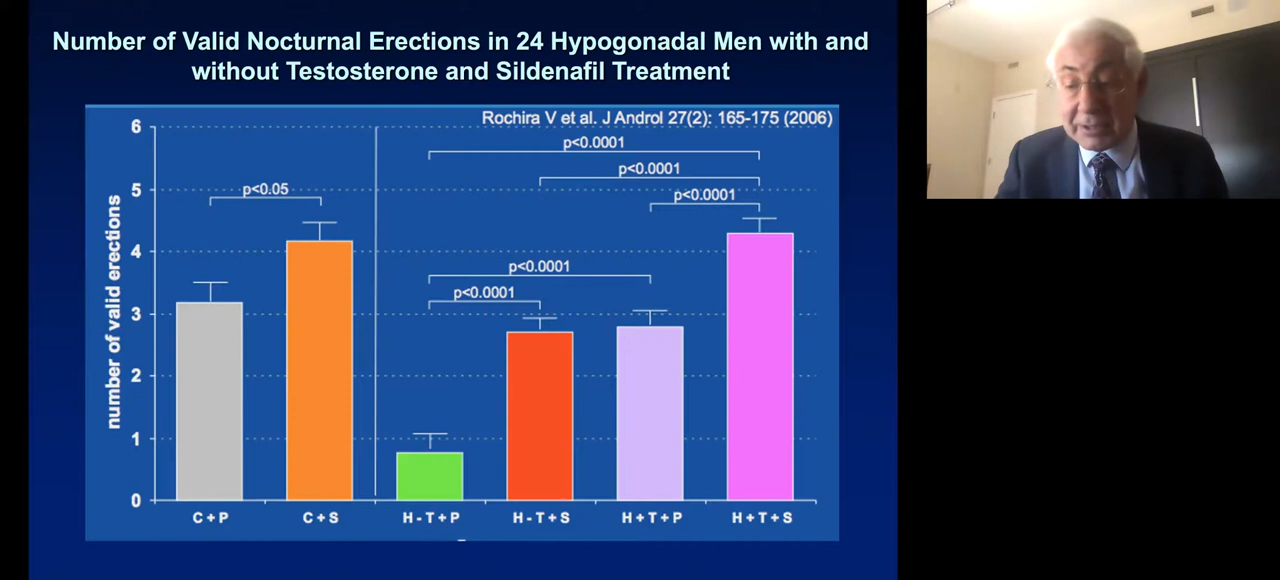 Number of Valid Nocturnal Erections in 24 Hypogonadal Men with and
without Testosterone and Sildenafil Treatment
Rochira V et al. J Androl 27(2): 165-175 (2006)
number of valid erections
6
5
4
3
2
1
0
p<0.05
p<0.0001
p<0.0001
p<0.0001
p<0.0001
p<0.0001
C + P
C + S
H - T + P
H - T + S
H + T + P
H + T + S